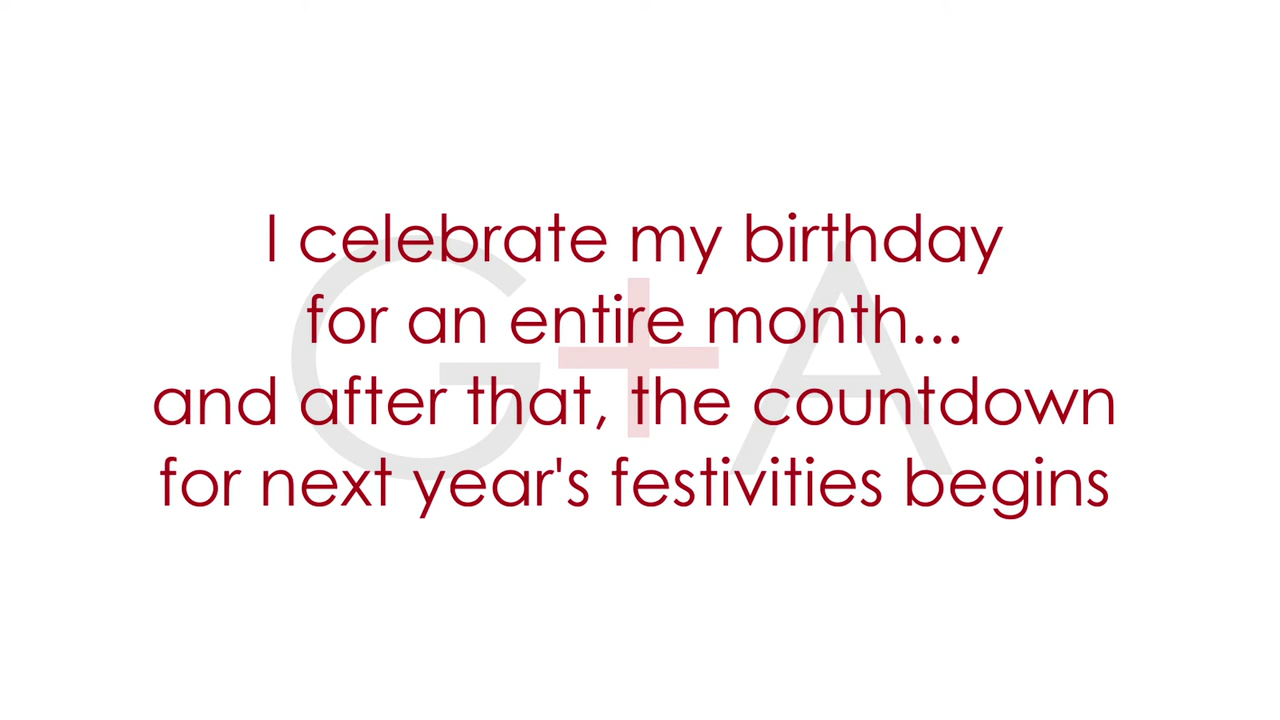 I celebrate my birthday
for an entire month...
and after that, the countdown
for next year's festivities begins
G+A